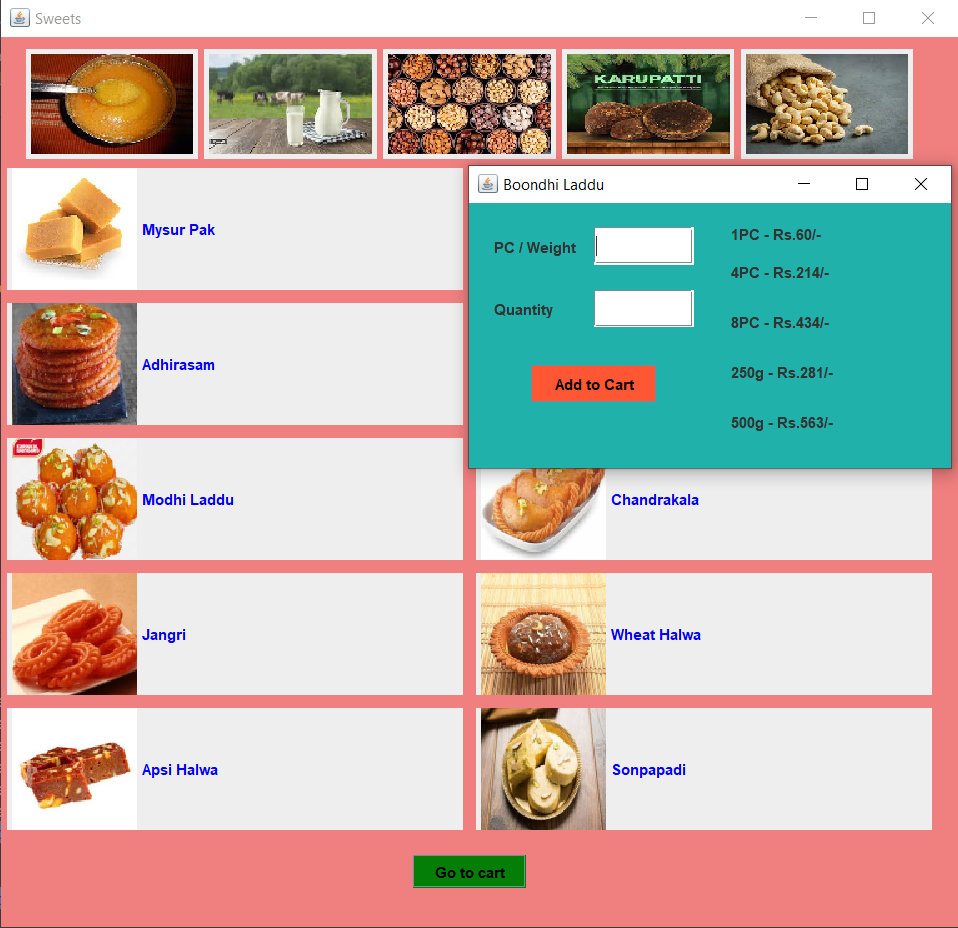 Sweets
KARUPATTI
Mysur Pak
Adhirasam
Modhi Laddu
Jangri
Apsi Halwa
Boondhi Laddu
PC / Weight
Quantity
Add to Cart
1PC - Rs.60/-
4PC - Rs.214/-
8PC - Rs.434/-
250g - Rs.281/-
500g - Rs.563/-
Chandrakala
Wheat Halwa
Sonpapadi
Go to cart